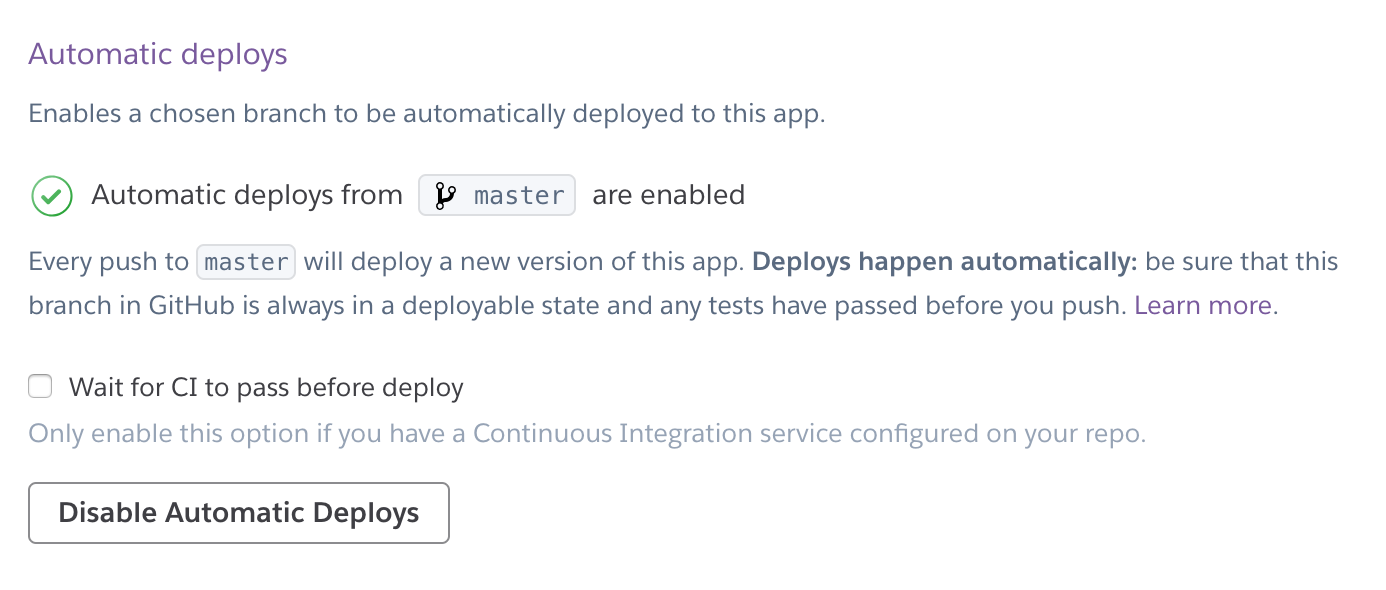 Automatic deploys
Enables a chosen branch to be automatically deployed to this app.
Automatic deploys from master are enabled
Every push to master will deploy a new version of this app. Deploys happen automatically: be sure that this
branch in GitHub is always in a deployable state and any tests have passed before you push. Learn more.
Wait for CI to pass before deploy
Only enable this option if you have a Continuous Integration service configured on your repo.
Disable Automatic Deploys